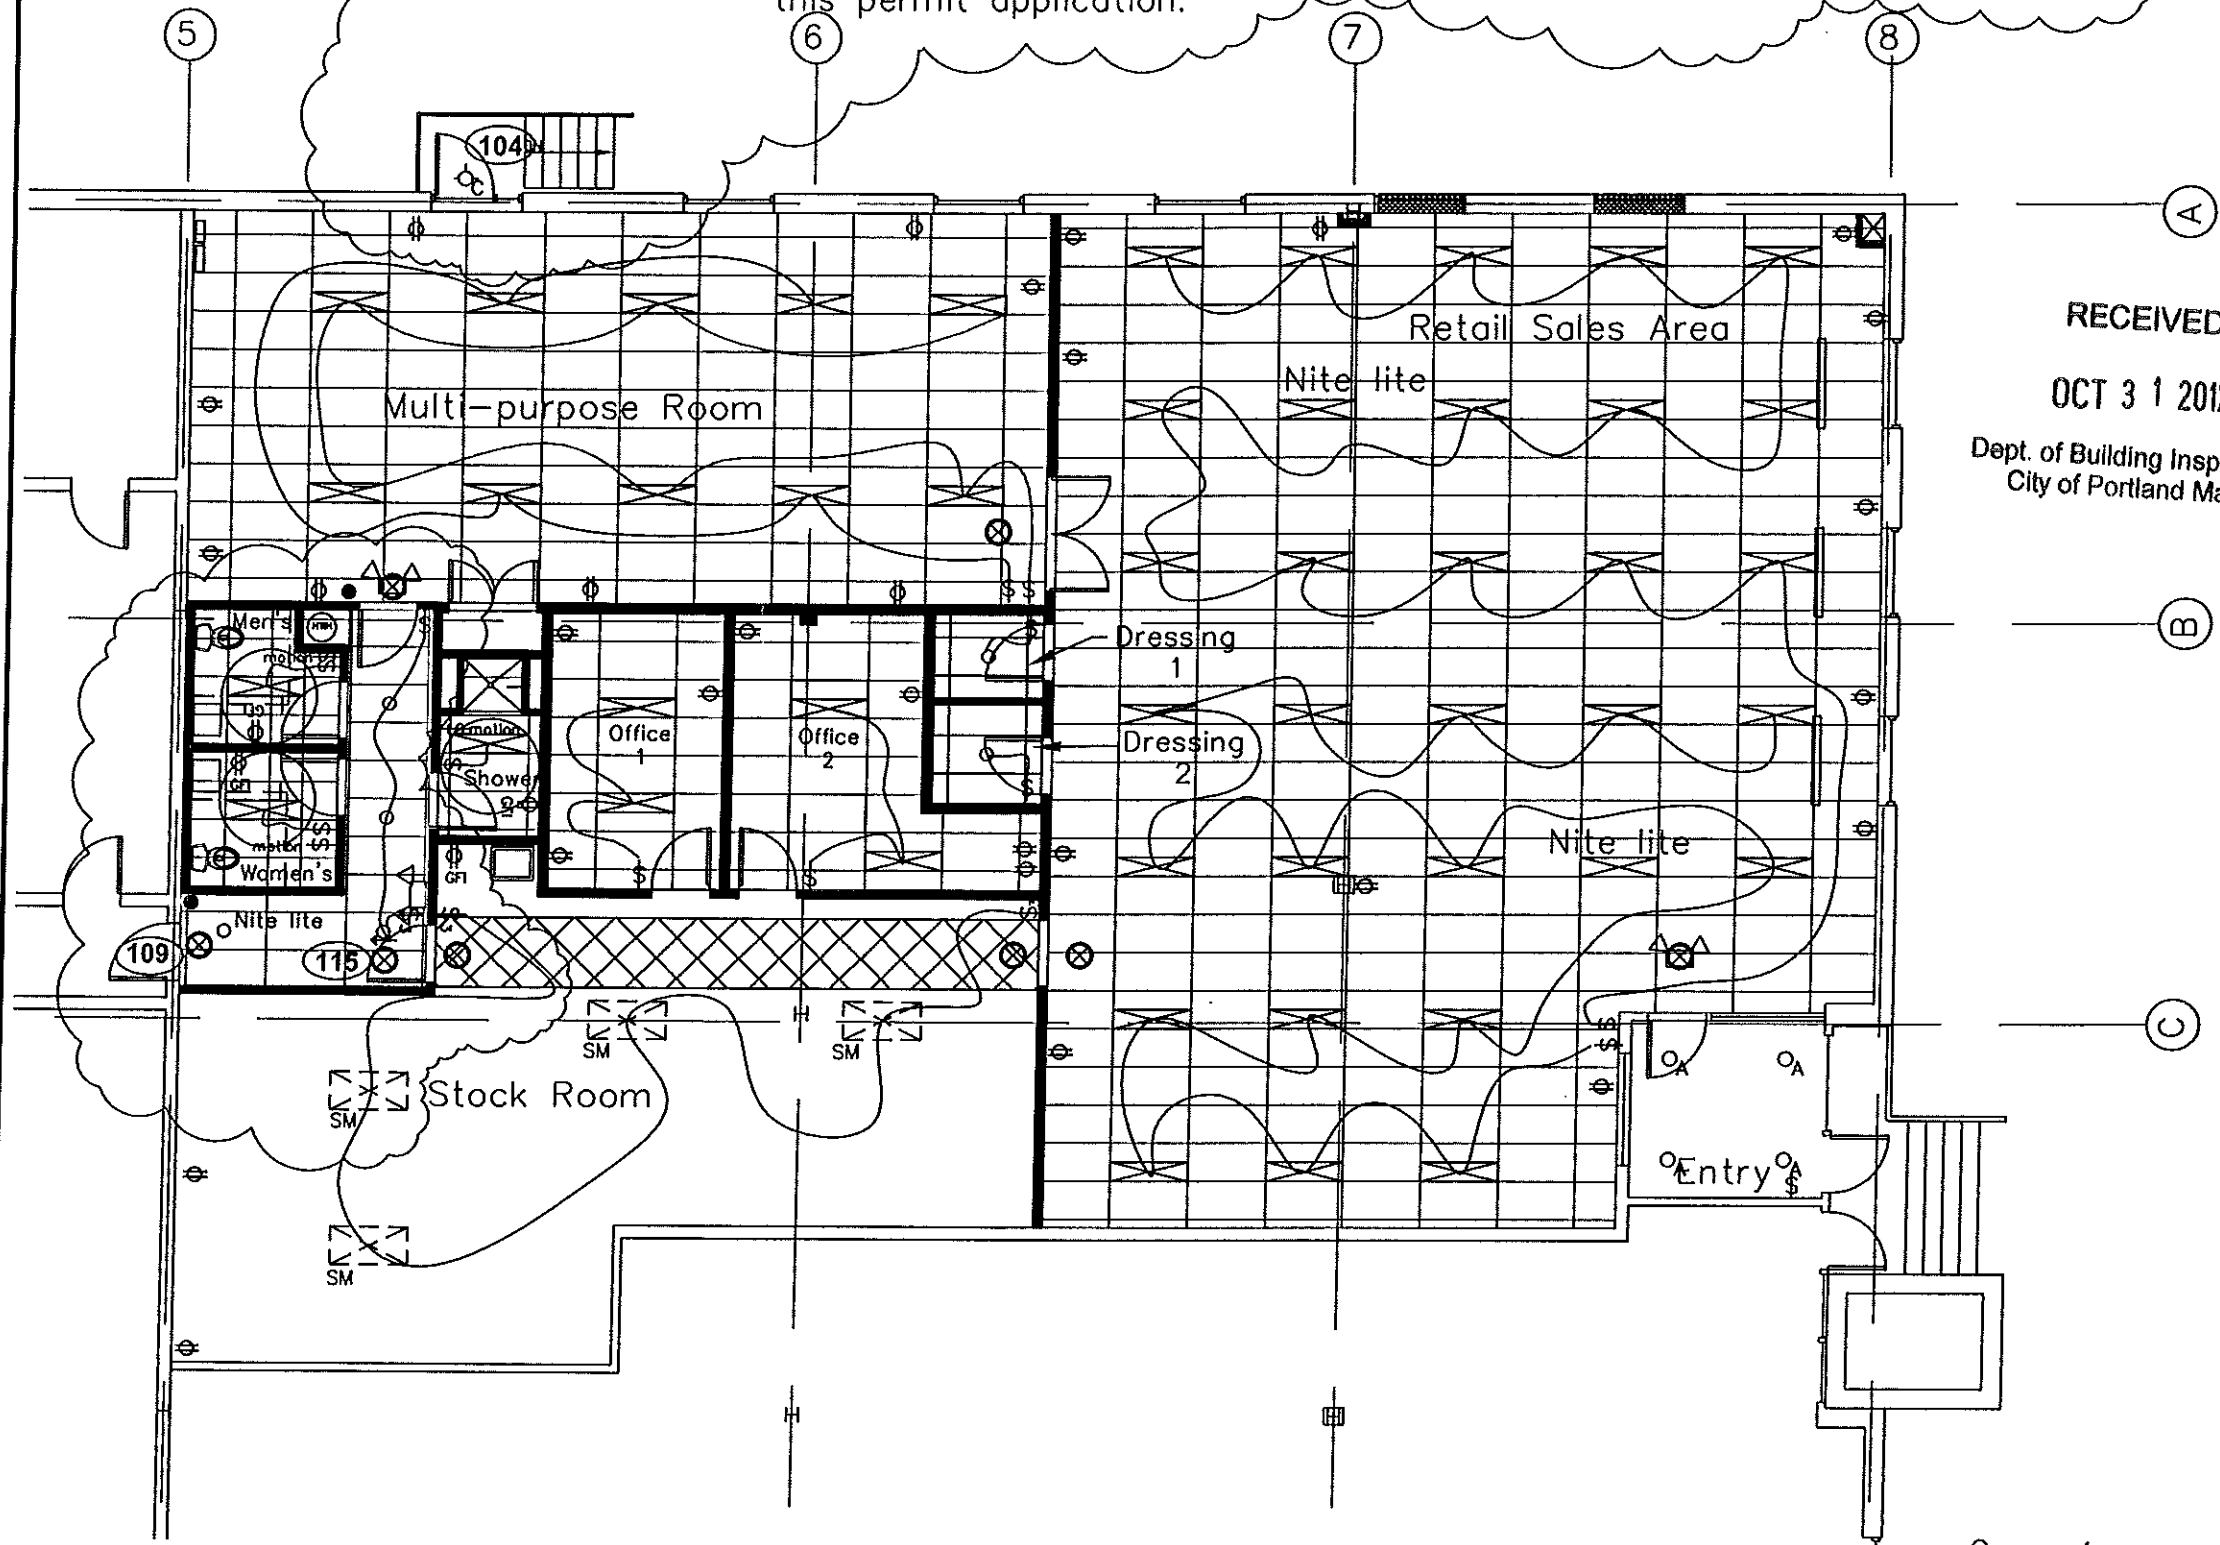 this permit application.
5
6
7
8
104
C
A
RECEIVED
Retail Sales Area
Nite lite
OCT 3 1 201
Multi-purpose Room
Dept. of Building Insp
City of Portland Ma
S S
B
Men's
S
S
Dressing
1
motion
GFI
Office
1
Office
2
motion
Dressing
2
Shower
S
GFI
Nite lite
motion
Women's
GFI
S
S
Nite lite
S
109
115
SM
SM
C
S
S
A
A
Stock Room
SM
A
Entry
A
S
SM